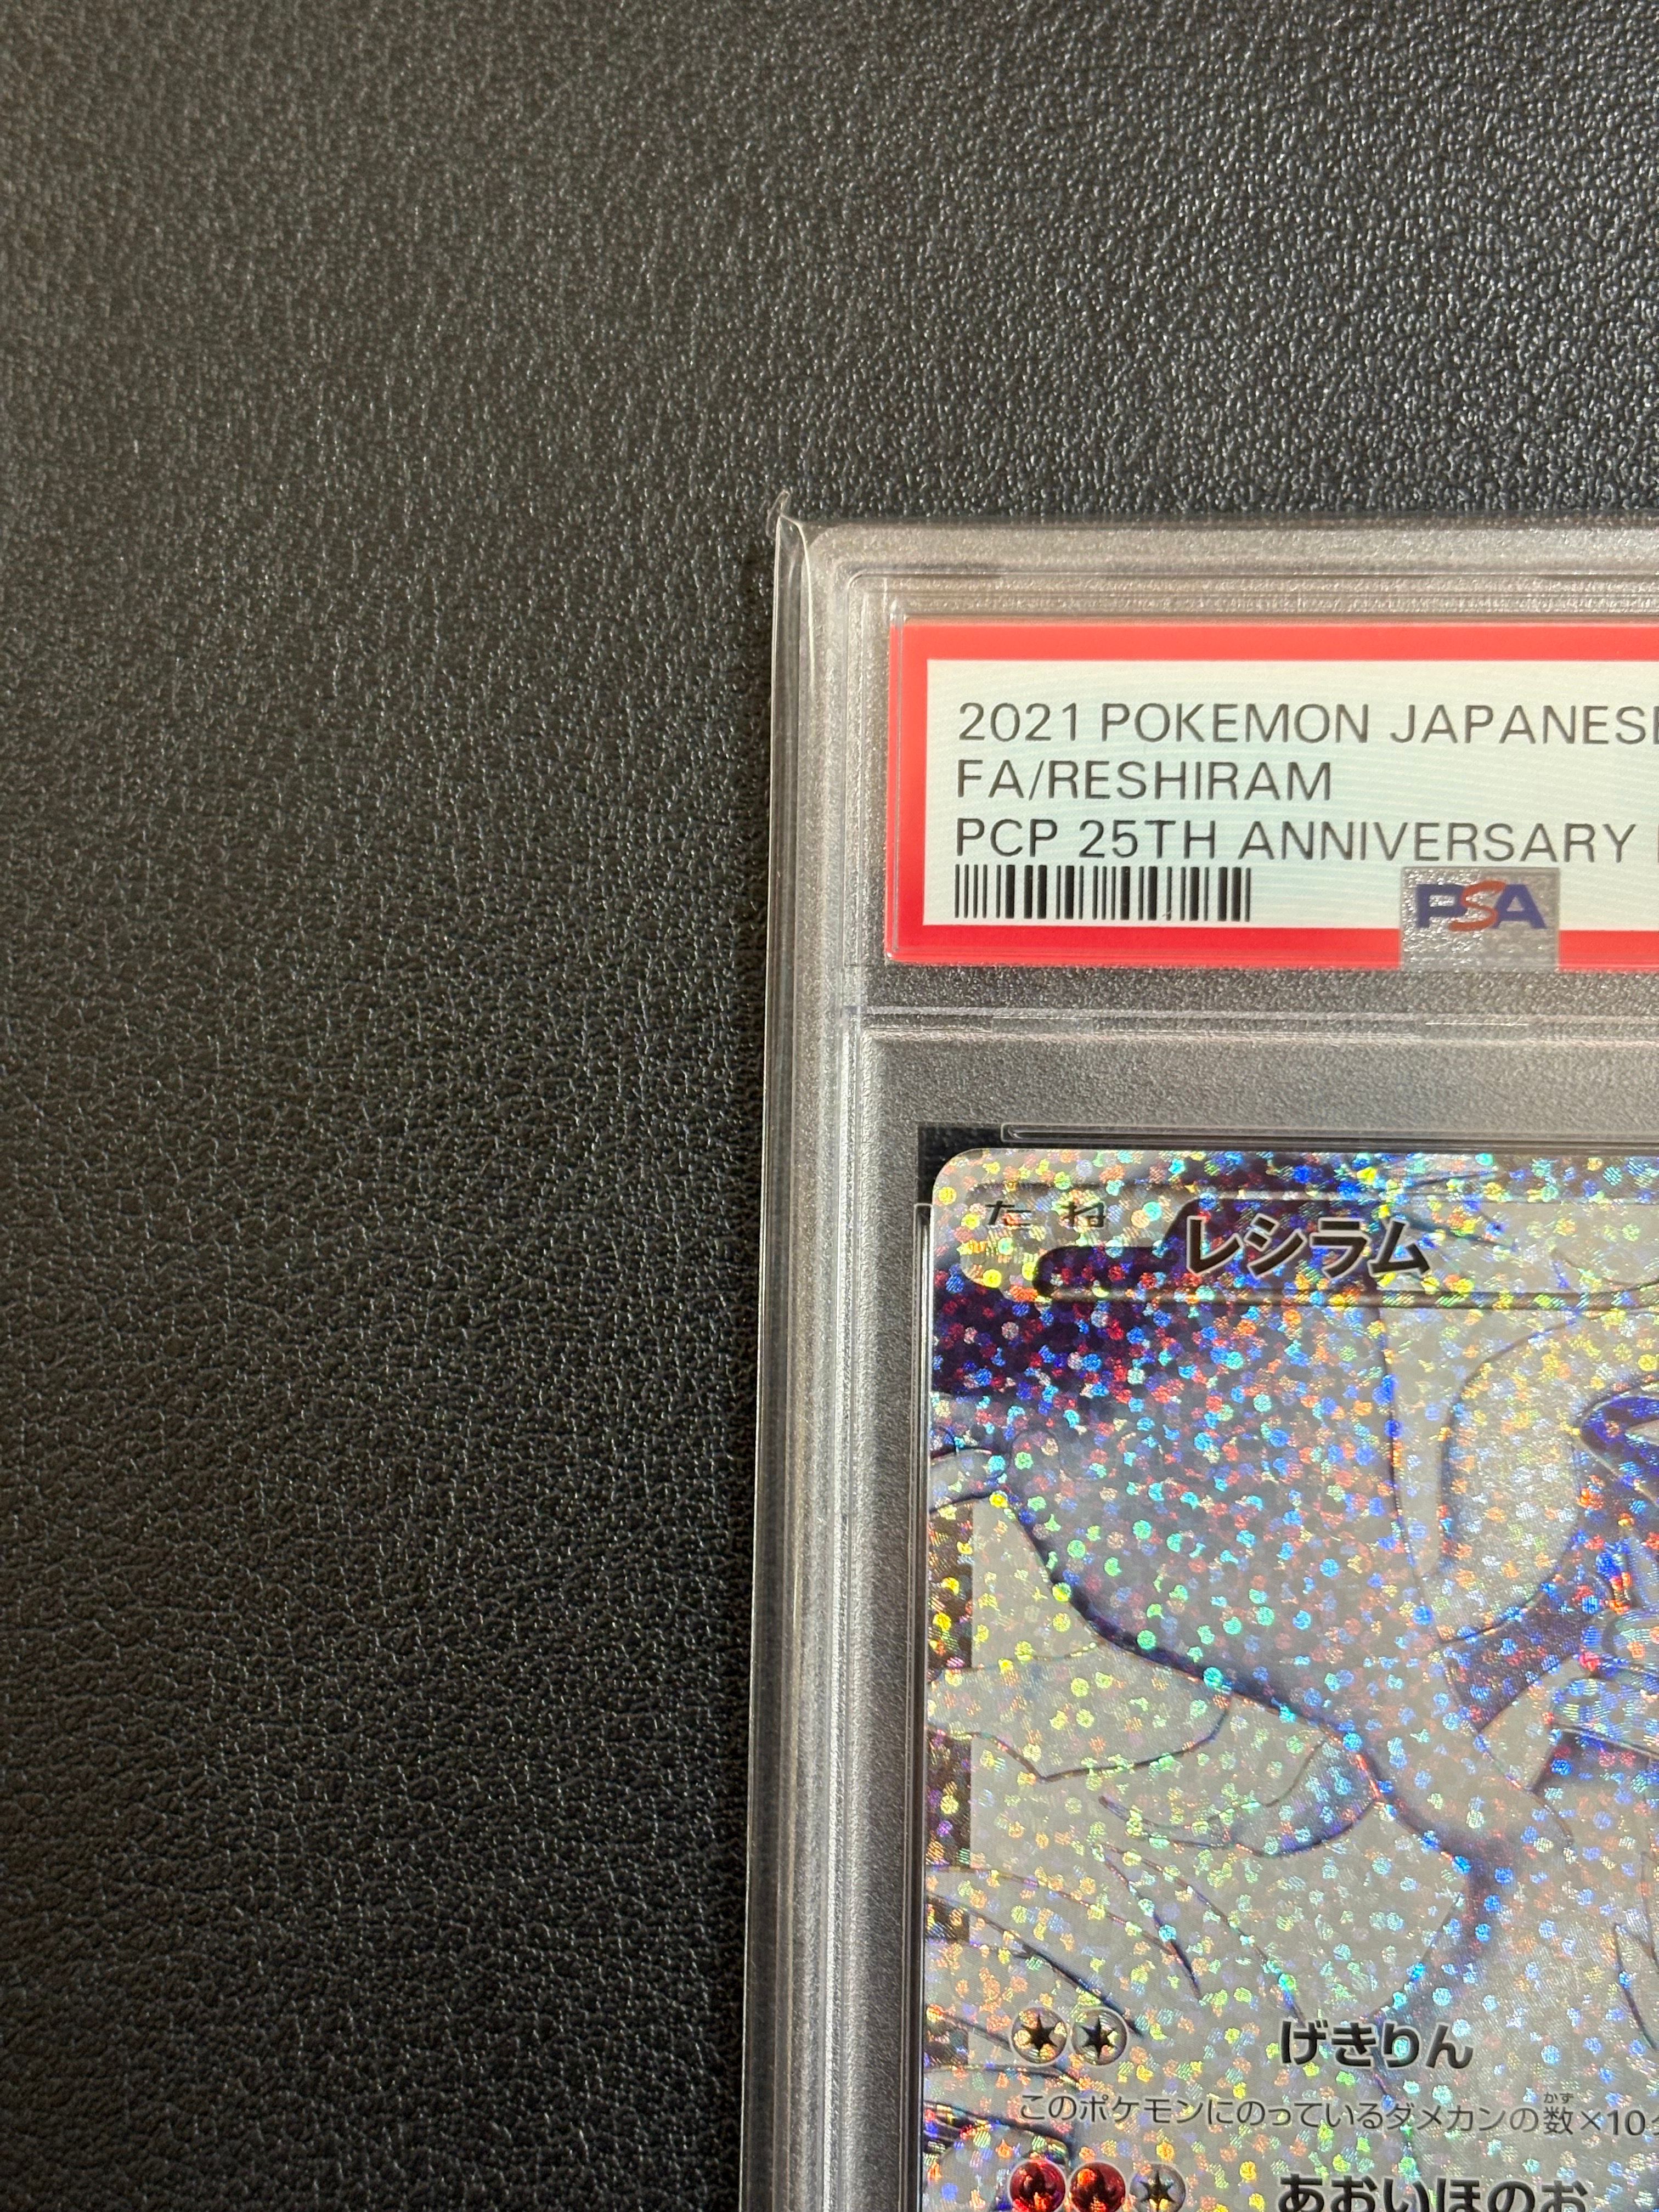 2021 POKEMON JAPANESE
FA/RESHIRAM
PCP 25TH ANNIVERSARY
PSA
たね
レシラム
げきりん
かず
このポケモンにのっているダメカンの数×10
あおいほのお